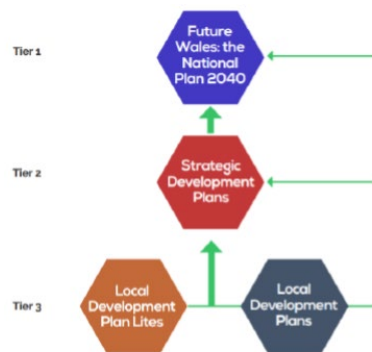 Tier 1
Future
Wales: the
National
Plan 2040
Tier 2
Strategic
Development
Plans
Tier 3
Local
Development
Plan Lites
Local
Development
Plans